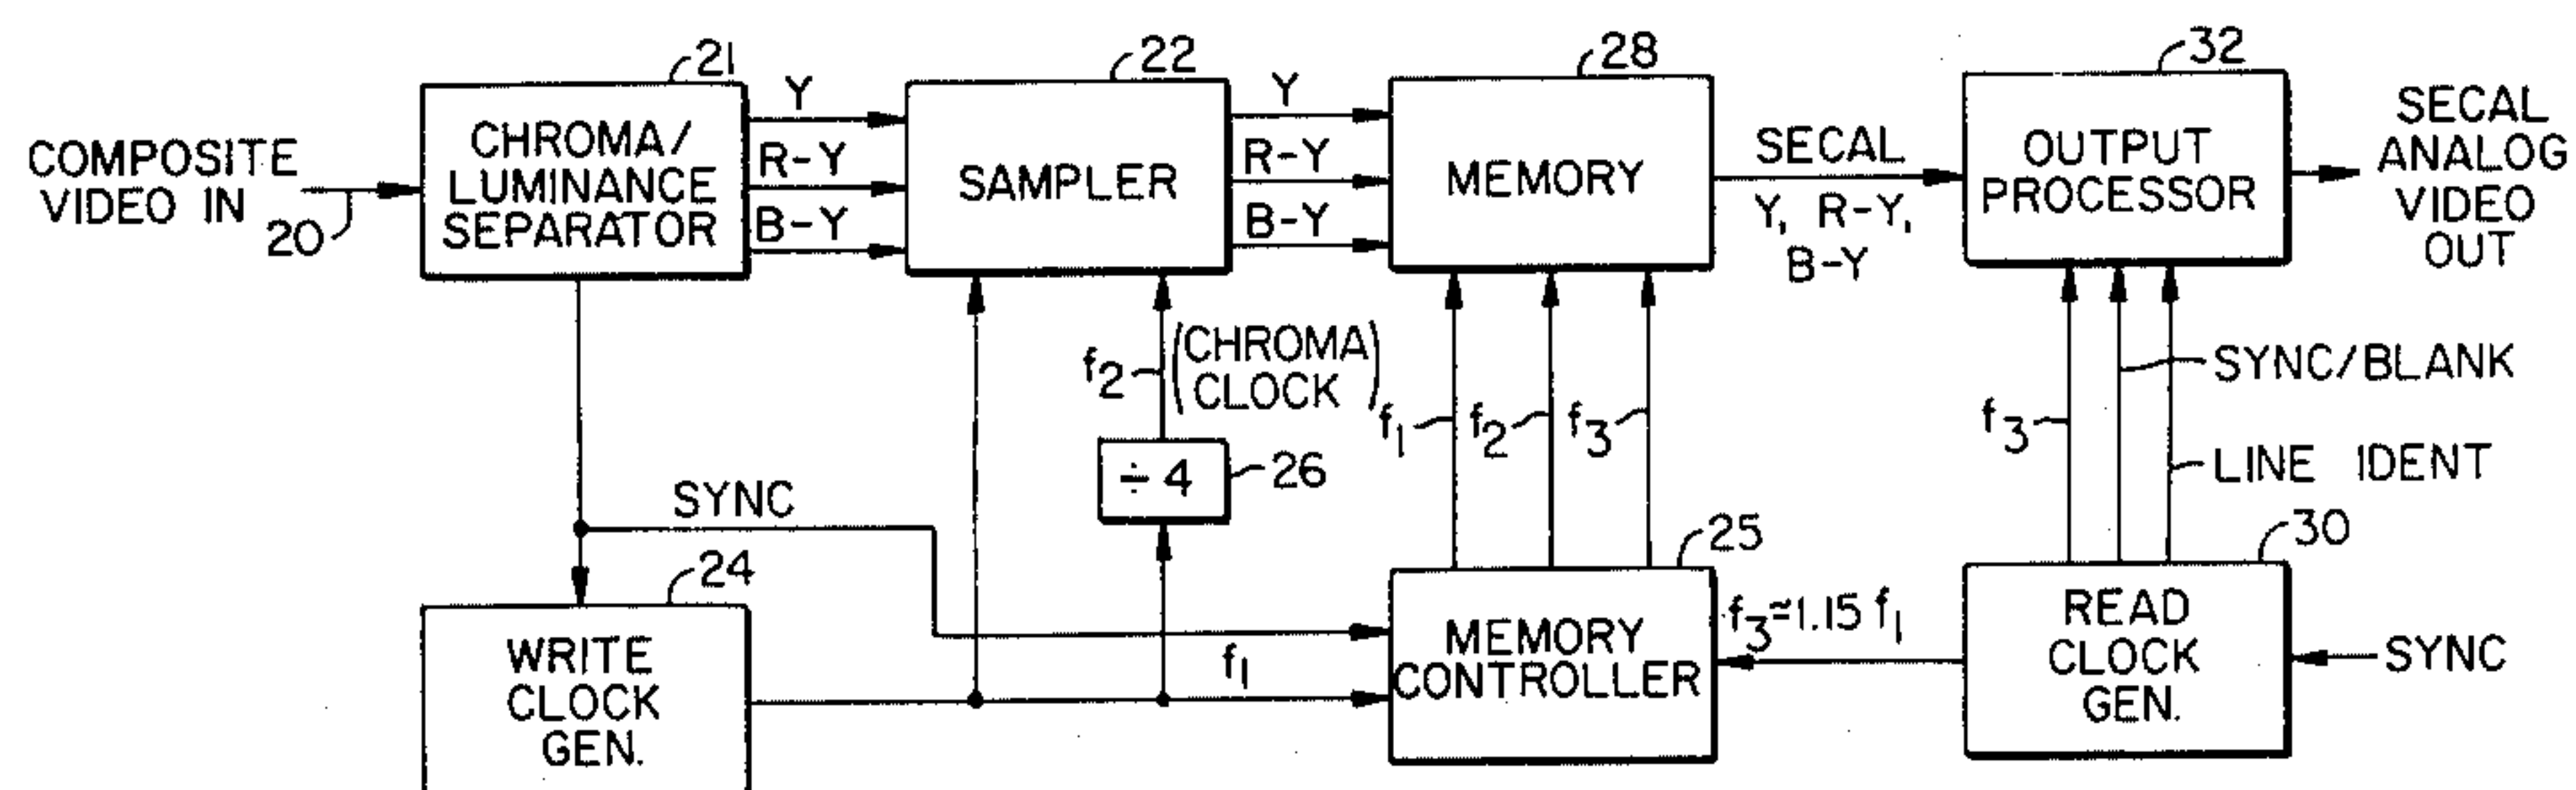 COMPOSITE
VIDEO IN
20
21
CHROMA/
LUMINANCE
SEPARATOR
Y
R-Y
B-Y
22
SAMPLER
Y
R-Y
B-Y
28
MEMORY
SECAL
Y, R-Y,
B-Y
32
OUTPUT
PROCESSOR
SECAL
ANALOG
VIDEO
OUT
f2
(CHROMA
CLOCK)
÷ 4
26
f1
f2
f3
f3
SYNC/BLANK
LINE IDENT
SYNC
24
WRITE
CLOCK
GEN.
f1
25
MEMORY
CONTROLLER
f3≃1.15 f1
30
READ
CLOCK
GEN.
SYNC